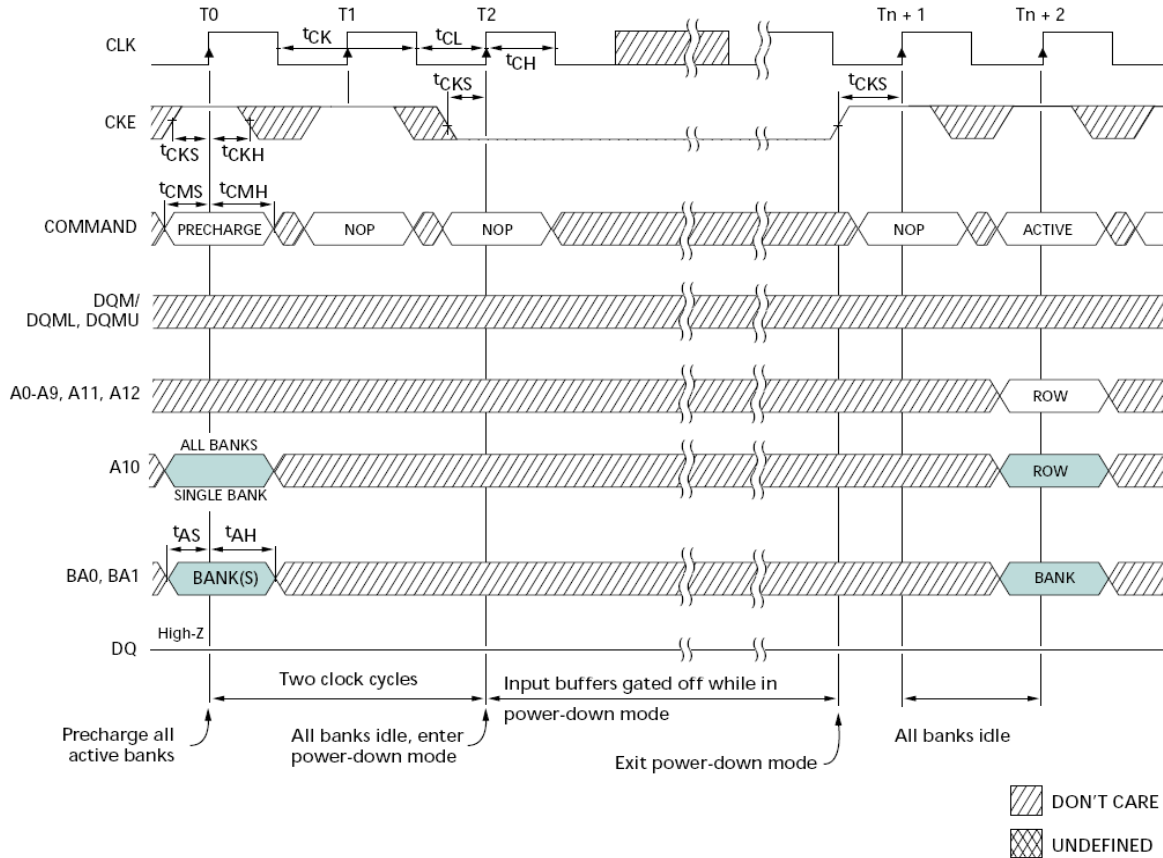 T0
T1
T2
Tn + 1
Tn + 2
CLK
tCK
tCL
tCH
tCKS
tCKS
CKE
tCKS
tCKH
tCMS
tCMH
COMMAND
PRECHARGE
NOP
NOP
NOP
ACTIVE
DQM/
DQML, DQMU
A0-A9, A11, A12
ROW
ALL BANKS
A10
ROW
SINGLE BANK
tAS
tAH
BA0, BA1
BANK(S)
BANK
High-Z
DQ
Two clock cycles
Input buffers gated off while in
power-down mode
Precharge all
active banks
All banks idle, enter
power-down mode
Exit power-down mode
All banks idle
DON'T CARE
UNDEFINED